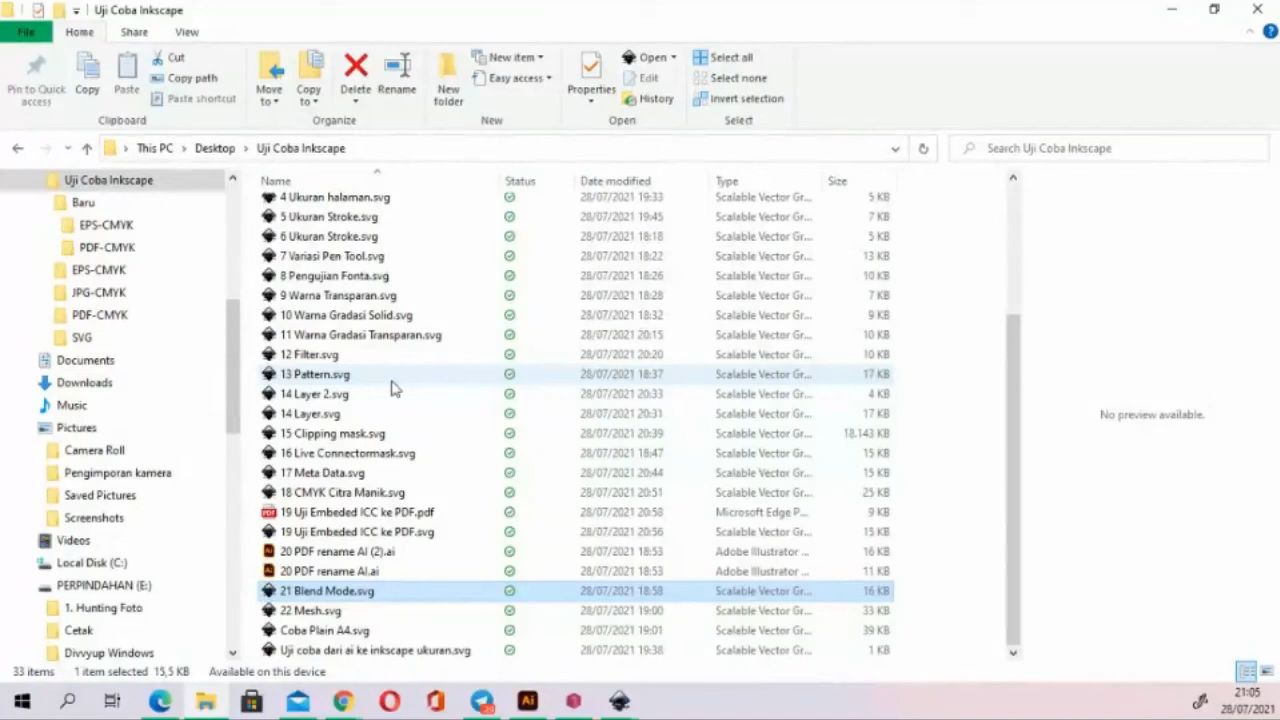 Uji Coba Inkscape
File Home Share View
Pin to Quick access
Copy
Paste
Cut
Copy path
Paste shortcut
Clipboard
Move to
Copy to
Delete
Rename
Organize
New folder
New item
Easy access
New
Properties
Open
Edit
History
Open
Select all
Select none
Invert selection
Select
This PC > Desktop > Uji Coba Inkscape
Search Uji Coba Inkscape
Uji Coba Inkscape
Baru
EPS-CMYK
PDF-CMYK
EPS-CMYK
JPG-CMYK
PDF-CMYK
SVG
Documents
Downloads
Music
Pictures
Camera Roll
Pengimporan kamera
Saved Pictures
Screenshots
Videos
Local Disk (C:)
PERPINDAHAN (E:)
1. Hunting Foto
Cetak
Divvyup Windows
Name Status Date modified Type Size
4 Ukuran halaman.svg 28/07/2021 19:33 Scalable Vector Gr... 5 KB
5 Ukuran Stroke.svg 28/07/2021 19:45 Scalable Vector Gr... 7 KB
6 Ukuran Stroke.svg 28/07/2021 18:18 Scalable Vector Gr... 5 KB
7 Variasi Pen Tool.svg 28/07/2021 18:22 Scalable Vector Gr... 13 KB
8 Pengujian Fonta.svg 28/07/2021 18:26 Scalable Vector Gr... 10 KB
9 Warna Transparan.svg 28/07/2021 18:28 Scalable Vector Gr... 7 KB
10 Warna Gradasi Solid.svg 28/07/2021 18:32 Scalable Vector Gr... 9 KB
11 Warna Gradasi Transparan.svg 28/07/2021 20:15 Scalable Vector Gr... 10 KB
12 Filter.svg 28/07/2021 20:20 Scalable Vector Gr... 10 KB
13 Pattern.svg 28/07/2021 18:37 Scalable Vector Gr... 17 KB
14 Layer 2.svg 28/07/2021 20:33 Scalable Vector Gr... 4 KB
14 Layer.svg 28/07/2021 20:31 Scalable Vector Gr... 17 KB
15 Clipping mask.svg 28/07/2021 20:39 Scalable Vector Gr... 18.143 KB
16 Live Connectormask.svg 28/07/2021 18:47 Scalable Vector Gr... 15 KB
17 Meta Data.svg 28/07/2021 20:44 Scalable Vector Gr... 15 KB
18 CMYK Citra Manik.svg 28/07/2021 20:51 Scalable Vector Gr... 25 KB
19 Uji Embeded ICC ke PDF.pdf 28/07/2021 20:58 Microsoft Edge P... 9 KB
19 Uji Embeded ICC ke PDF.svg 28/07/2021 20:56 Scalable Vector Gr... 15 KB
20 PDF rename AI (2).ai 28/07/2021 18:53 Adobe Illustrator ... 16 KB
20 PDF rename AI.ai 28/07/2021 18:53 Adobe Illustrator ... 11 KB
21 Blend Mode.svg 28/07/2021 18:58 Scalable Vector Gr... 16 KB
22 Mesh.svg 28/07/2021 19:00 Scalable Vector Gr... 33 KB
Coba Plain A4.svg 28/07/2021 19:01 Scalable Vector Gr... 39 KB
Uji coba dari ai ke inkscape ukuran.svg 28/07/2021 19:38 Scalable Vector Gr... 1 KB
No preview available.
33 items 1 item selected 15,5 KB Available on this device
21:05
28/07/2021